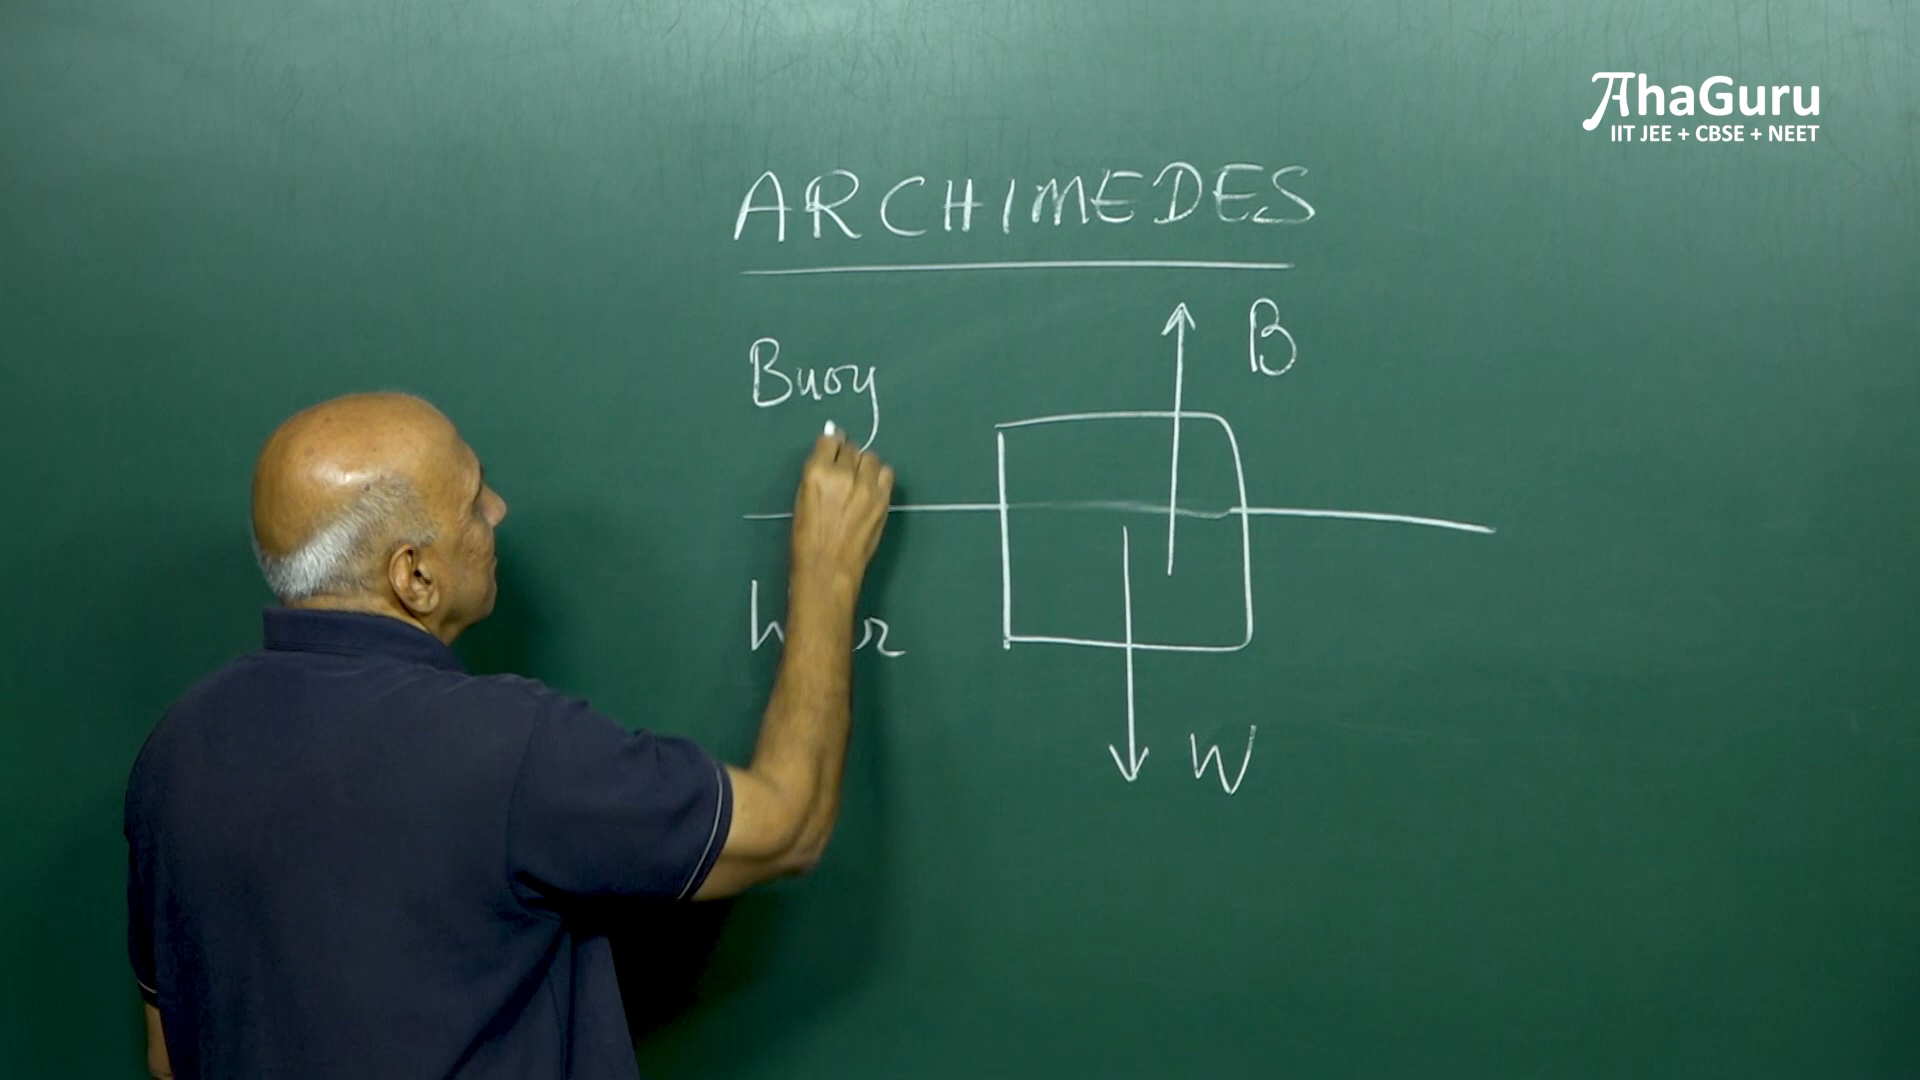 AhaGuru
IIT JEE + CBSE + NEET
ARCHIMEDES
B
Buoy
W